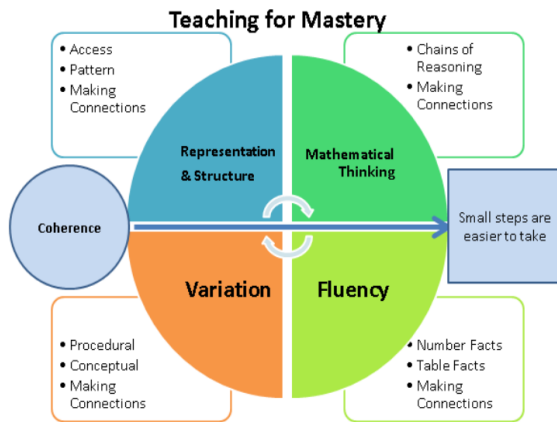 Teaching for Mastery
• Access
• Pattern
• Making
Connections
• Chains of
Reasoning
• Making
Connections
Representation
& Structure
Mathematical
Thinking
Coherence
Small steps are
easier to take
Variation
Fluency
• Procedural
• Conceptual
• Making
Connections
• Number Facts
• Table Facts
• Making
Connections